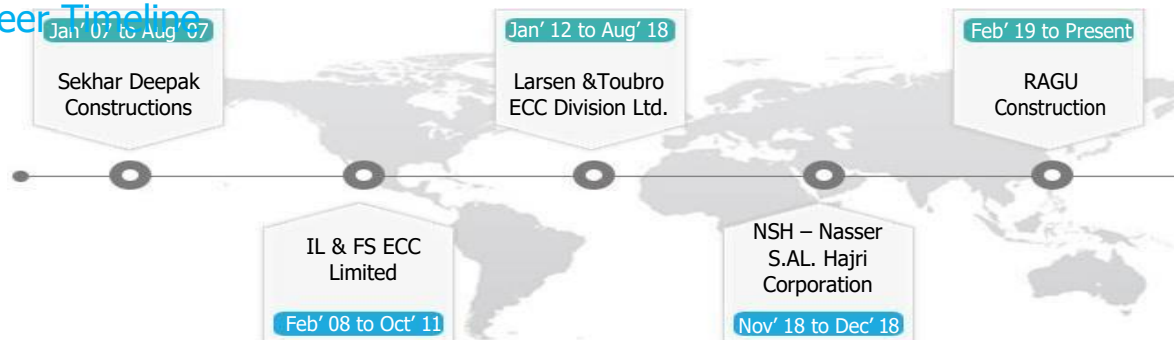 eer Timeline
Jan' 07 to Aug' 07
Sekhar Deepak
Constructions
IL & FS ECC
Limited
Feb' 08 to Oct' 11
Jan' 12 to Aug' 18
Larsen &Toubro
ECC Division Ltd.
NSH – Nasser
S.AL. Hajri
Corporation
Nov' 18 to Dec' 18
Feb' 19 to Present
RAGU
Construction